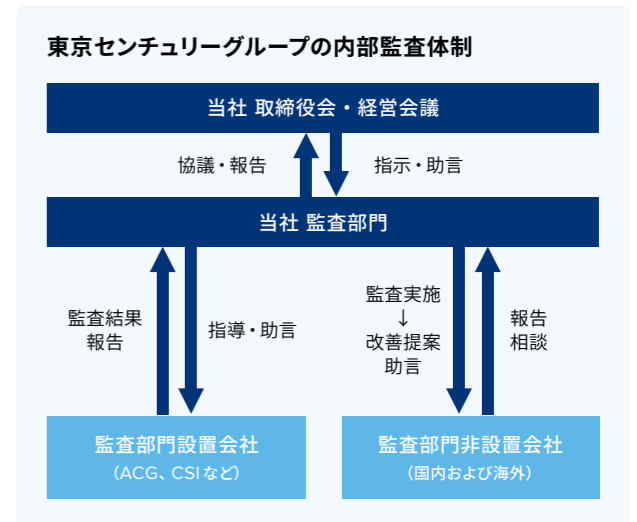 東京センチュリーグループの内部監査体制
当社 取締役会・経営会議
協議・報告
指示・助言
当社 監査部門
監査結果
報告
指導・助言
監査実施
↓
改善提案
助言
報告
相談
監査部門設置会社
（ACG、CSIなど）
監査部門非設置会社
（国内および海外）